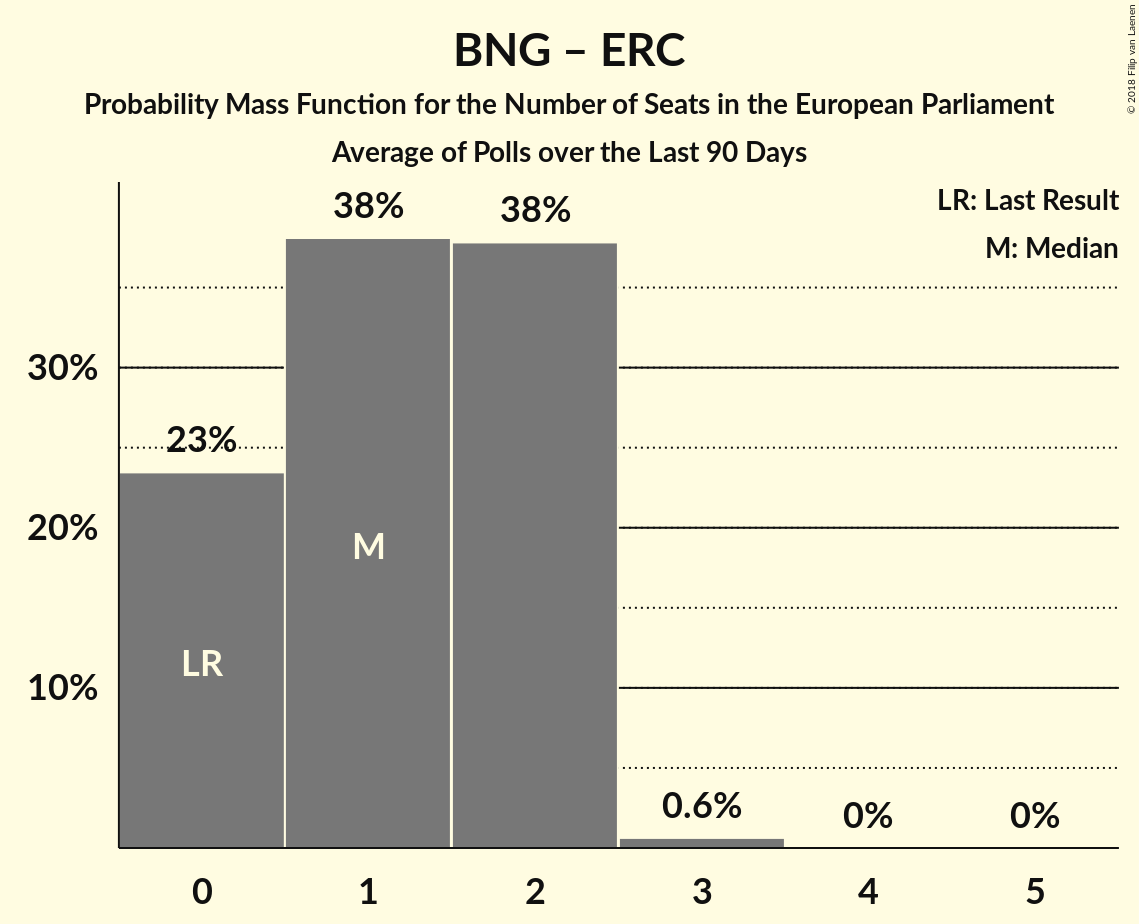 BNG – ERC
Probability Mass Function for the Number of Seats in the European Parliament
Average of Polls over the Last 90 Days
© 2018 Filip van Laenen
LR: Last Result
M: Median
38%
38%
30%
23%
20%
M
LR
10%
0.6%
0%
0%
0
1
2
3
4
5